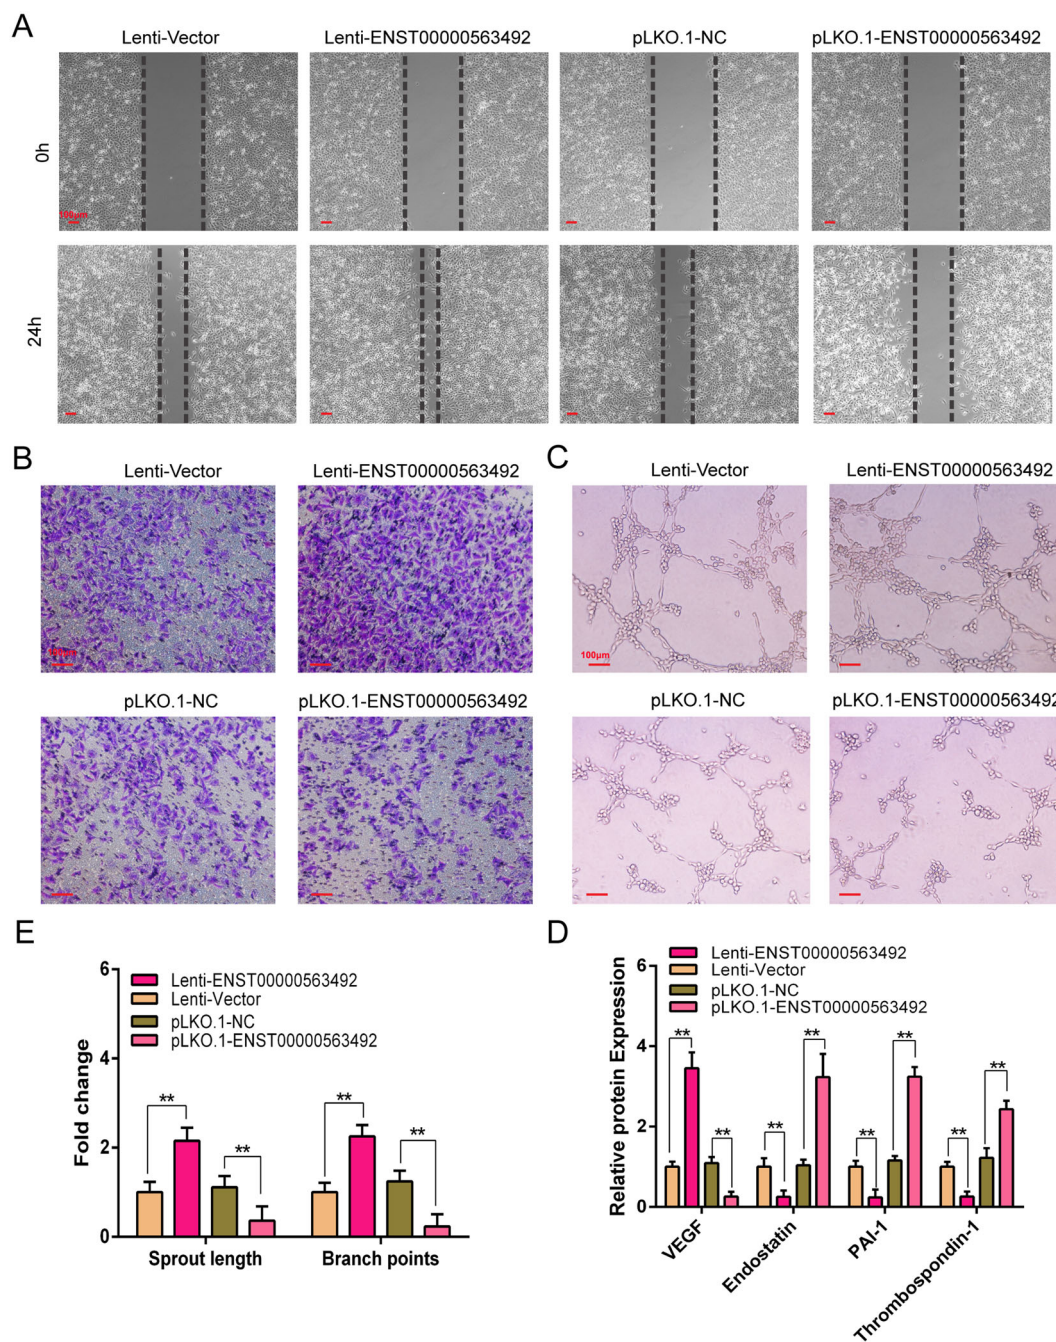 A
Lenti-Vector
Lenti-ENST00000563492
pLKO.1-NC
pLKO.1-ENST00000563492
0h
100μm
24h
B
Lenti-Vector
Lenti-ENST00000563492
C
Lenti-Vector
Lenti-ENST00000563492
100μm
pLKO.1-NC
pLKO.1-ENST00000563492
pLKO.1-NC
pLKO.1-ENST00000563492
E
Fold change
6
4
2
0
Lenti-ENST00000563492
Lenti-Vector
pLKO.1-NC
pLKO.1-ENST00000563492
**
**
**
**
Sprout length
Branch points
D
Relative protein Expression
6
4
2
0
Lenti-ENST00000563492
Lenti-Vector
pLKO.1-NC
pLKO.1-ENST00000563492
**
**
**
**
**
**
**
**
VEGF
Endostatin
PAI-1
Thrombospondin-1